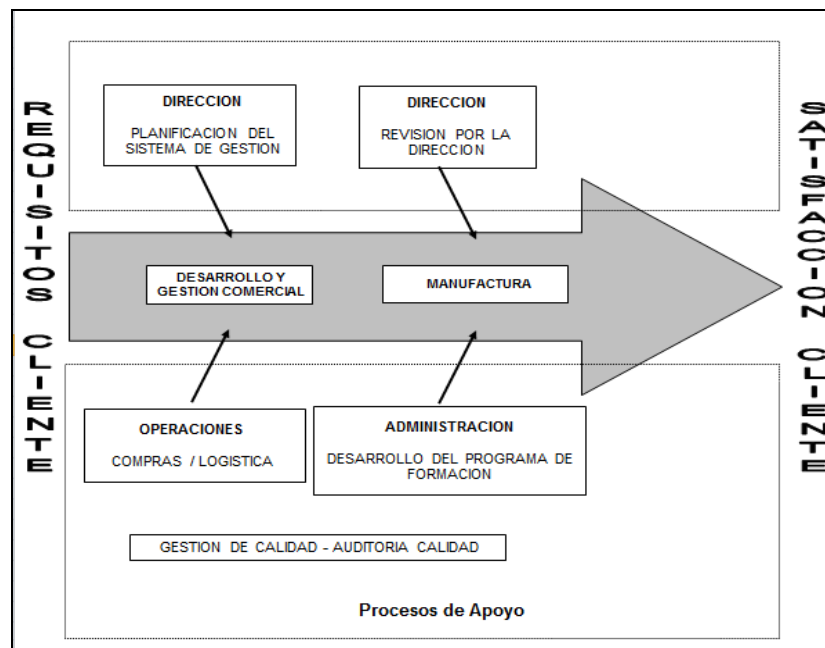 REQUISITOS CLIENTE
DIRECCION
PLANIFICACION DEL
SISTEMA DE GESTION
DIRECCION
REVISION POR LA
DIRECCION
DESARROLLO Y
GESTION COMERCIAL
MANUFACTURA
OPERACIONES
COMPRAS / LOGISTICA
ADMINISTRACION
DESARROLLO DEL PROGRAMA DE
FORMACION
GESTION DE CALIDAD - AUDITORIA CALIDAD
Procesos de Apoyo
SATISFACCION CLIENTE